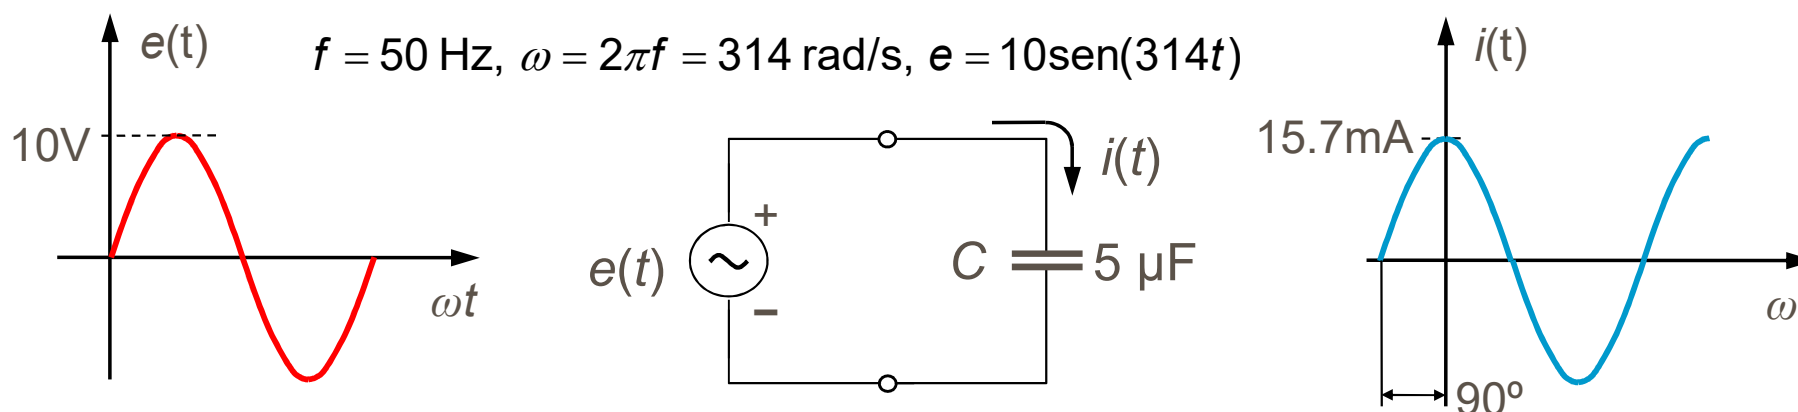 e(t)
f = 50 Hz, ω = 2πf = 314 rad/s, e = 10sen(314t)
i(t)
10V
15.7mA
i(t)
+
e(t)
C
5 µF
−
ωt
ω
90º